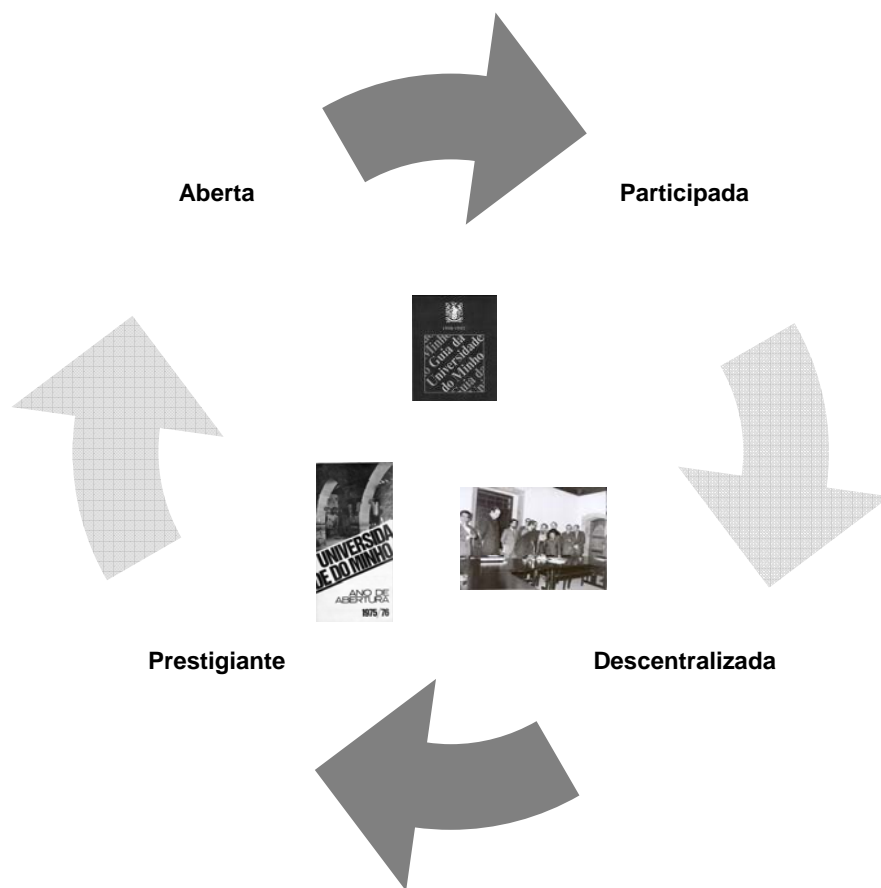 Aberta
Participada
Guia da
Universidade
do Minho
UNIVERSIDA
DE DO MINHO
ANO DE
ABERTURA
1975/76
Prestigiante
Descentralizada